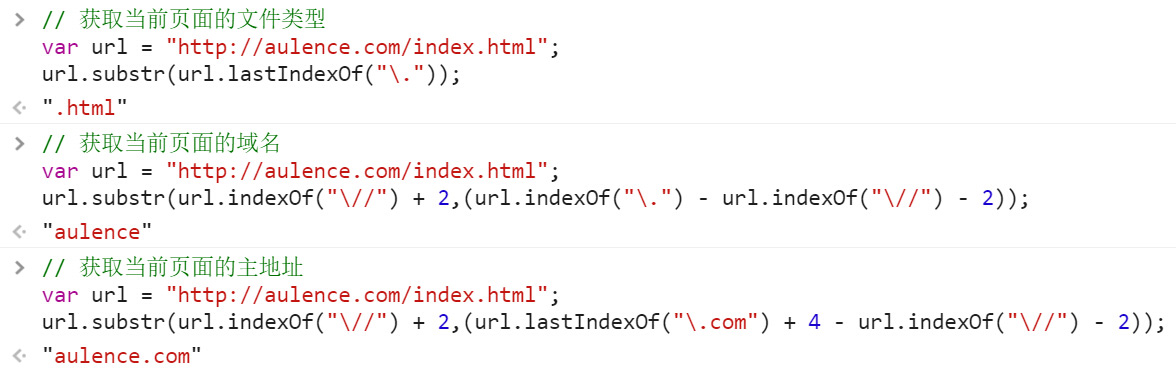 > // 获取当前页面的文件类型
var url = "http://aulence.com/index.html";
url.substr(url.lastIndexOf("\."));
".html"
> // 获取当前页面的域名
var url = "http://aulence.com/index.html";
url.substr(url.indexOf("\//") + 2,(url.indexOf("\.") - url.indexOf("\//") - 2));
"aulence"
> // 获取当前页面的主地址
var url = "http://aulence.com/index.html";
url.substr(url.indexOf("\//") + 2,(url.lastIndexOf("\.com") + 4 - url.indexOf("\//") - 2));
"aulence.com"